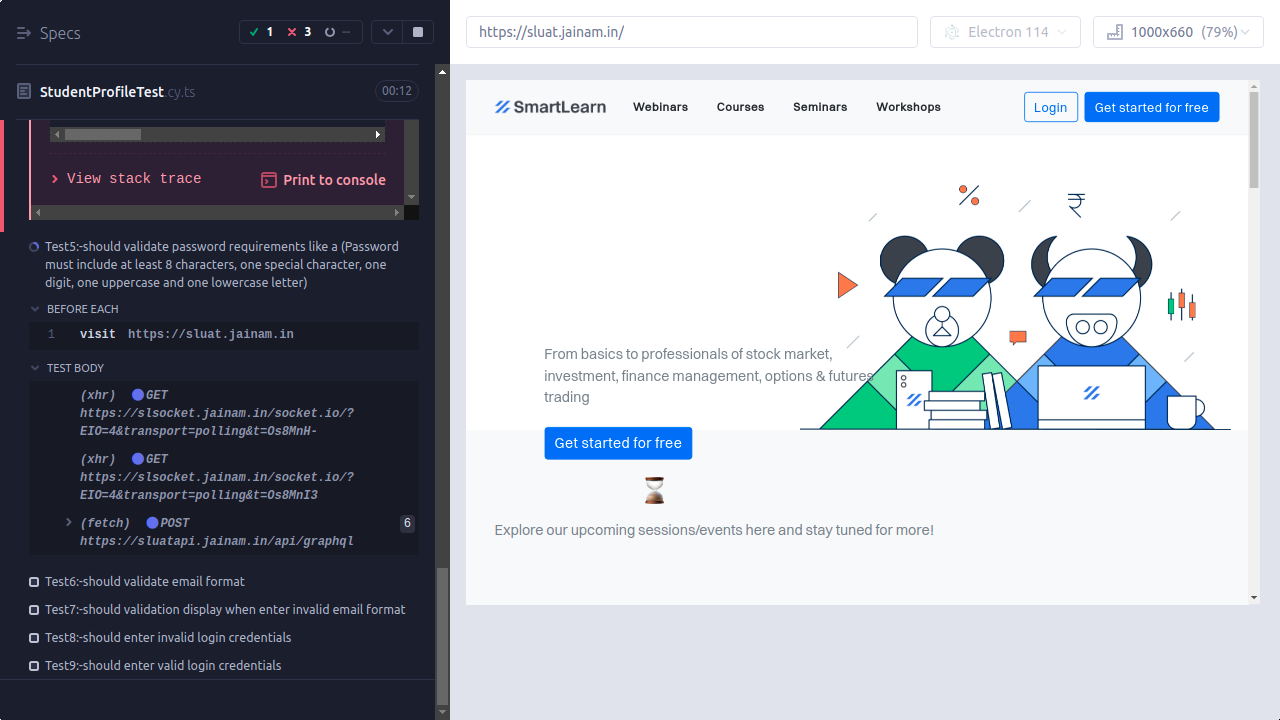 Specs
1
3
--
StudentProfileTest.cy.ts
00:12
View stack trace
Print to console
Test5:-should validate password requirements like a (Password
must include at least 8 characters, one special character, one
digit, one uppercase and one lowercase letter)
BEFORE EACH
1 visit https://sluat.jainam.in
TEST BODY
(xhr) GET
https://slsocket.jainam.in/socket.io/?
EIO=4&transport=polling&t=Os8MnH-
(xhr) GET
https://slsocket.jainam.in/socket.io/?
EIO=4&transport=polling&t=Os8MnI3
(fetch) POST 6
https://sluatapi.jainam.in/api/graphql
Test6:-should validate email format
Test7:-should validation display when enter invalid email format
Test8:-should enter invalid login credentials
Test9:-should enter valid login credentials
https://sluat.jainam.in/
Electron 114
1000x660 (79%)
SmartLearn
Webinars
Courses
Seminars
Workshops
Login
Get started for free
%
₹
From basics to professionals of stock market,
investment, finance management, options & futures
trading
Get started for free
Explore our upcoming sessions/events here and stay tuned for more!